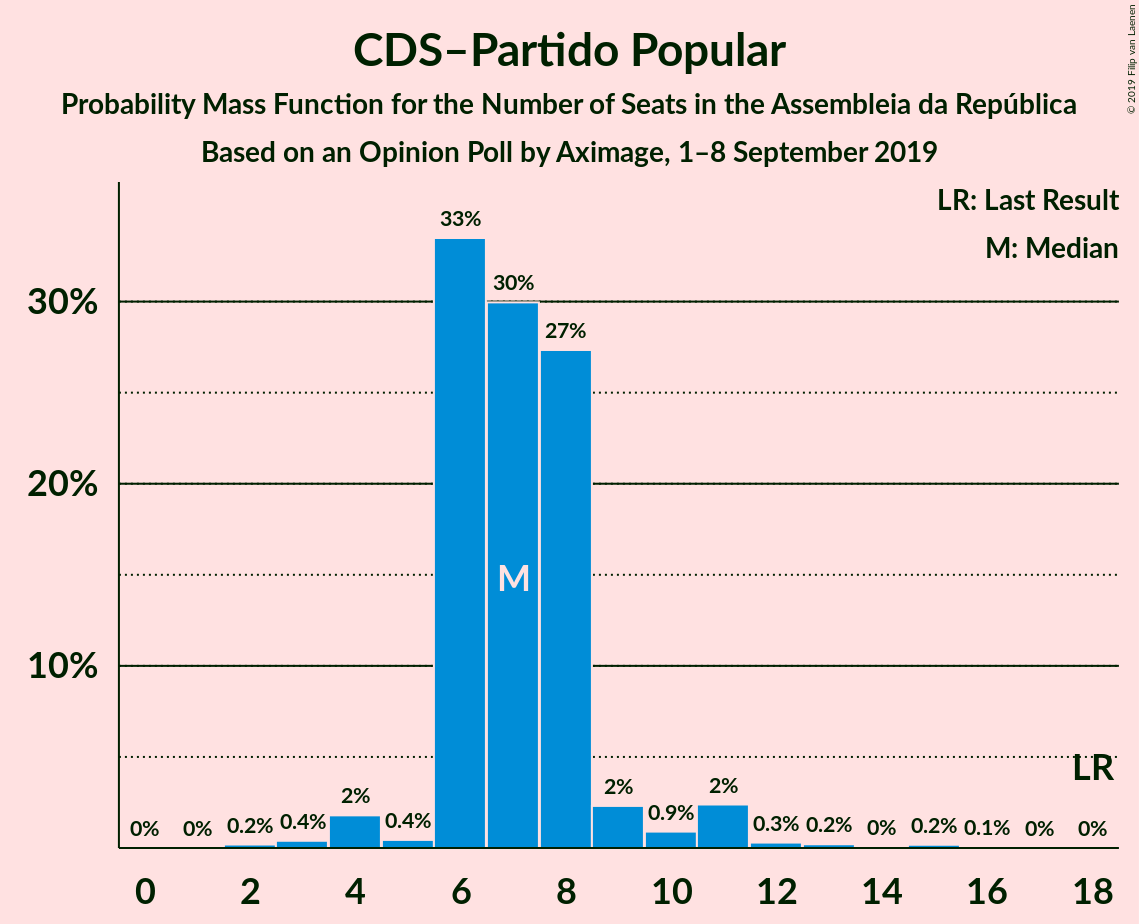 CDS–Partido Popular
Probability Mass Function for the Number of Seats in the Assembleia da República
Based on an Opinion Poll by Aximage, 1–8 September 2019
© 2019 Filip van Laenen
LR: Last Result
M: Median
30%
20%
10%
0%
0%
0.2%
0.4%
2%
0.4%
33%
30%
27%
2%
0.9%
2%
0.3%
0.2%
0%
0.2%
0.1%
0%
0%
M
LR
0 2 4 6 8 10 12 14 16 18